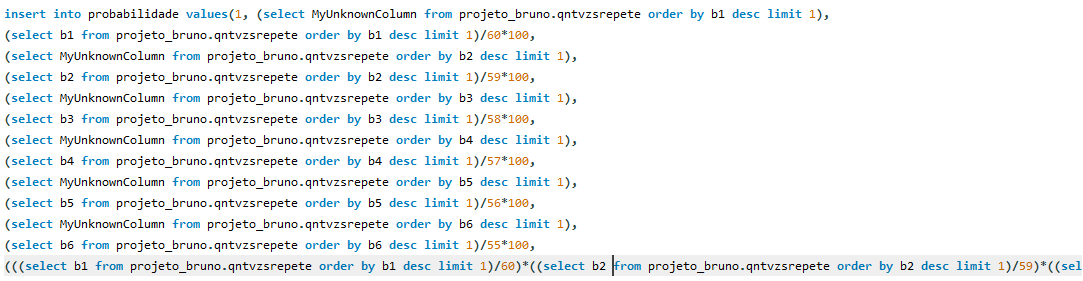 insert into probabilidade values(1, (select MyUnknownColumn from projeto_bruno.qntvzsrepete order by b1 desc limit 1),
(select b1 from projeto_bruno.qntvzsrepete order by b1 desc limit 1)/60*100,
(select MyUnknownColumn from projeto_bruno.qntvzsrepete order by b2 desc limit 1),
(select b2 from projeto_bruno.qntvzsrepete order by b2 desc limit 1)/59*100,
(select MyUnknownColumn from projeto_bruno.qntvzsrepete order by b3 desc limit 1),
(select b3 from projeto_bruno.qntvzsrepete order by b3 desc limit 1)/58*100,
(select MyUnknownColumn from projeto_bruno.qntvzsrepete order by b4 desc limit 1),
(select b4 from projeto_bruno.qntvzsrepete order by b4 desc limit 1)/57*100,
(select MyUnknownColumn from projeto_bruno.qntvzsrepete order by b5 desc limit 1),
(select b5 from projeto_bruno.qntvzsrepete order by b5 desc limit 1)/56*100,
(select MyUnknownColumn from projeto_bruno.qntvzsrepete order by b6 desc limit 1),
(select b6 from projeto_bruno.qntvzsrepete order by b6 desc limit 1)/55*100,
(((select b1 from projeto_bruno.qntvzsrepete order by b1 desc limit 1)/60)*((select b2 from projeto_bruno.qntvzsrepete order by b2 desc limit 1)/59)*((sel